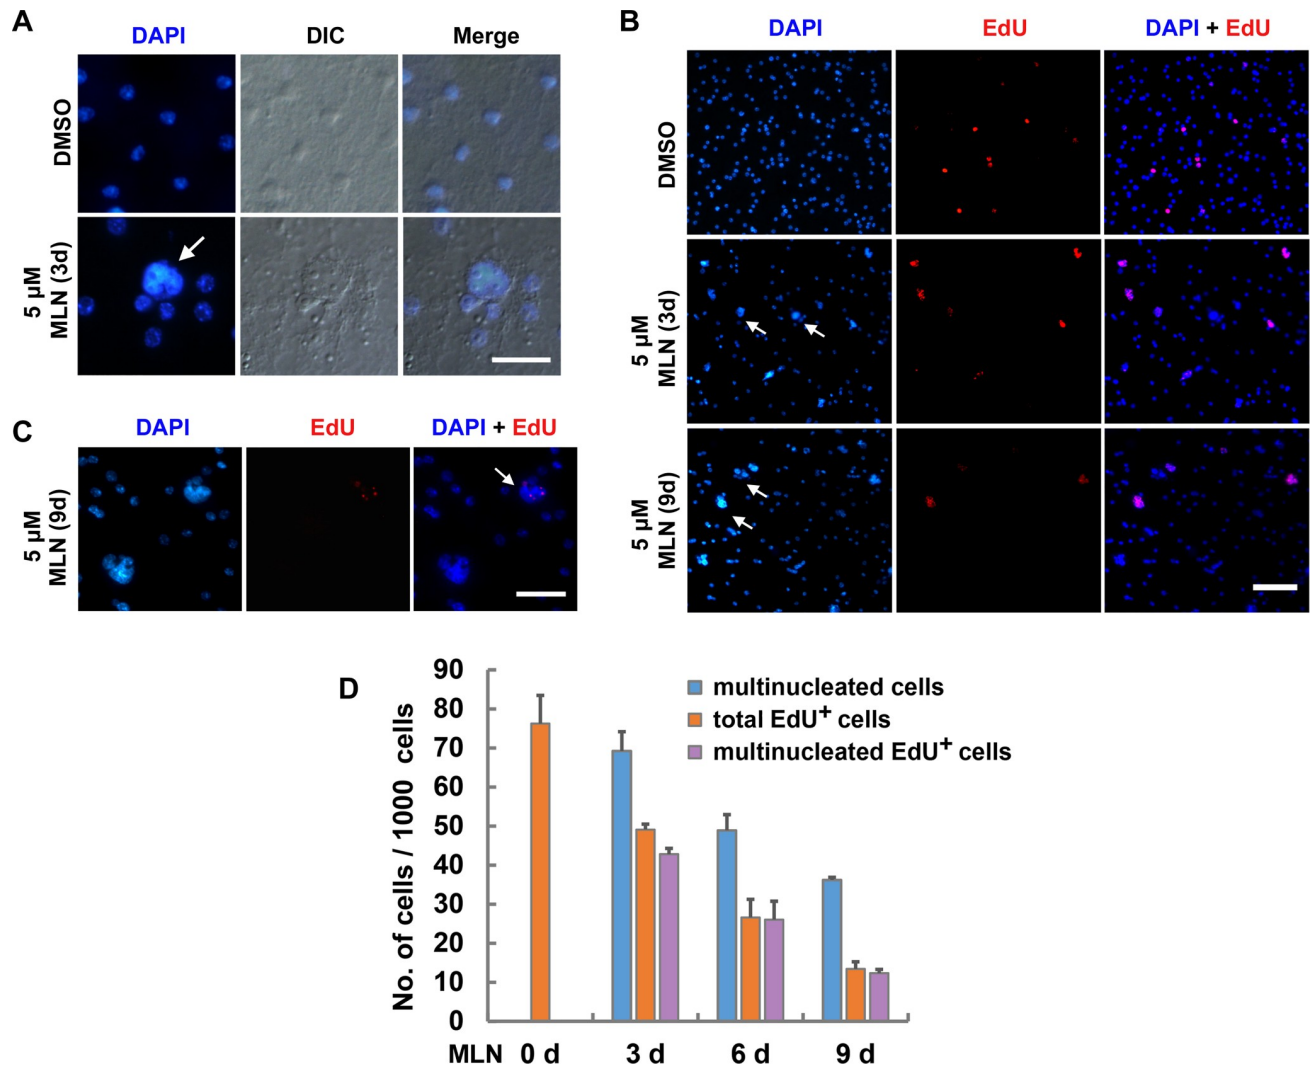 A
DAPI
DIC
Merge
DMSO
5 µM
MLN (3d)
B
DAPI
EdU
DAPI + EdU
DMSO
5 µM
MLN (3d)
5 µM
MLN (9d)
C
DAPI
EdU
DAPI + EdU
5 µM
MLN (9d)
D
No. of cells / 1000 cells
90
80
70
60
50
40
30
20
10
0
multinucleated cells
total EdU+ cells
multinucleated EdU+ cells
MLN 0 d 3 d 6 d 9 d